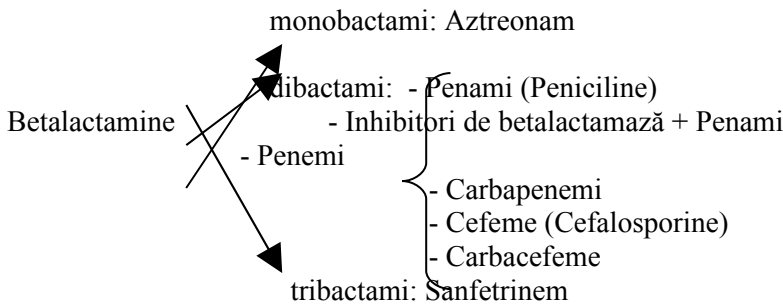 monobactami: Aztreonam
dibactami: - Penami (Peniciline)
Betalactamine - Inhibitori de betalactamază + Penami
- Penemi
- Carbapenemi
- Cefeme (Cefalosporine)
- Carbacefeme
tribactami: Sanfetrinem